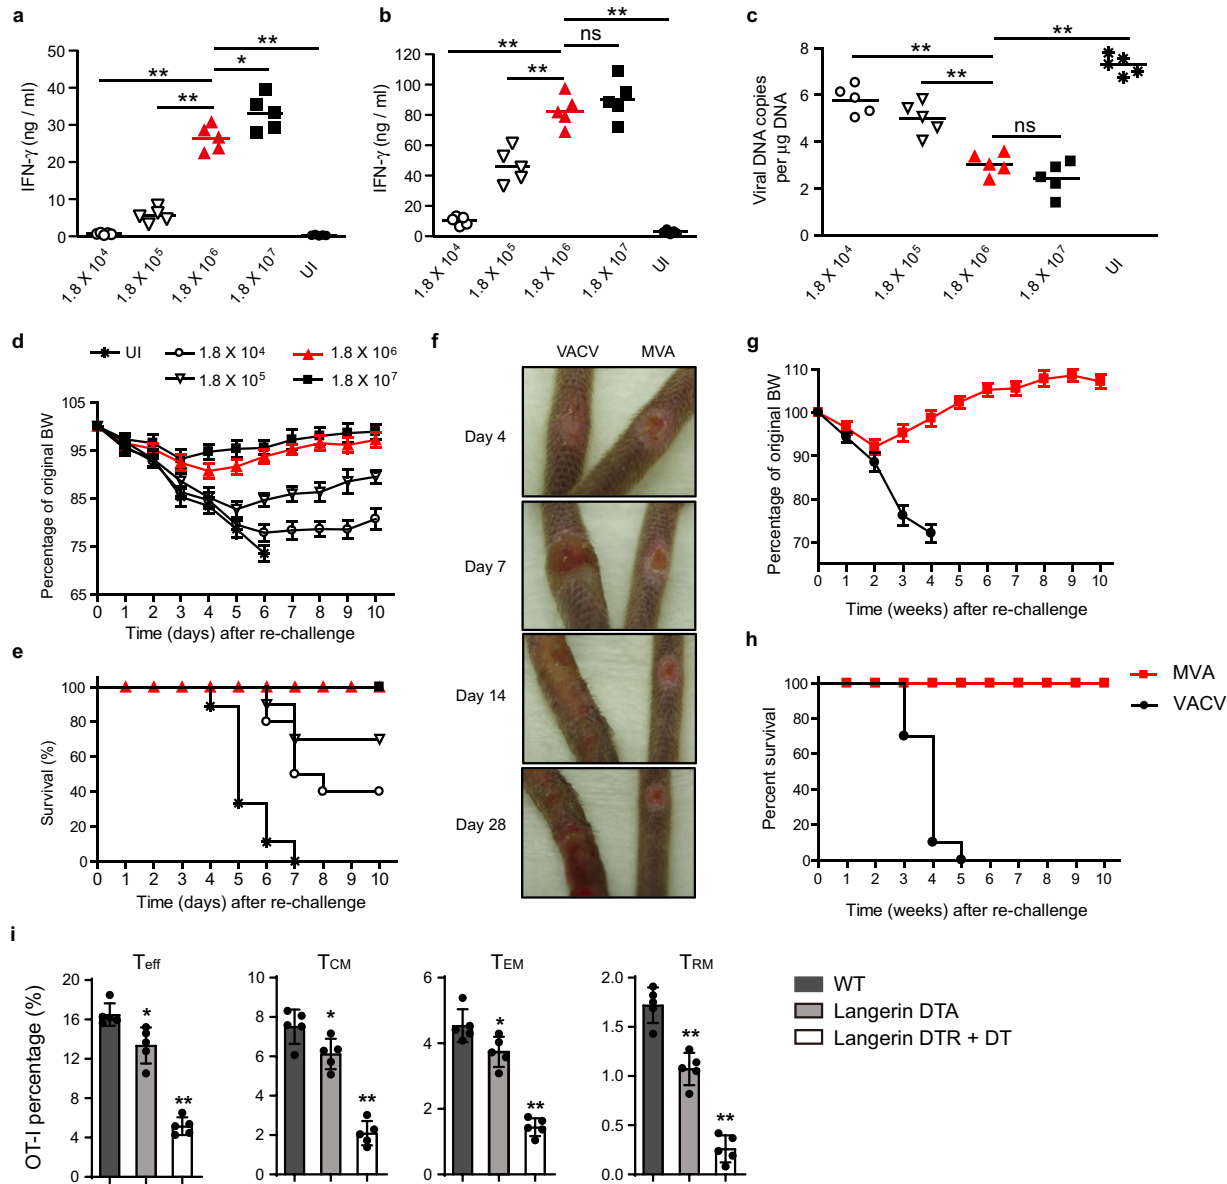 a
IFN-γ (ng / ml)
50
40
30
20
10
0
**
**
*
**
1.8 X 10⁴
1.8 X 10⁵
1.8 X 10⁶
1.8 X 10⁷
UI
b
IFN-γ (ng / ml)
120
100
80
60
40
20
0
**
**
ns
**
1.8 X 10⁴
1.8 X 10⁵
1.8 X 10⁶
1.8 X 10⁷
UI
c
Viral DNA copies
per µg DNA
8
6
4
2
0
**
**
**
ns
1.8 X 10⁴
1.8 X 10⁵
1.8 X 10⁶
1.8 X 10⁷
UI
d
UI
1.8 X 10⁴
1.8 X 10⁶
1.8 X 10⁵
1.8 X 10⁷
Percentage of original BW
105
95
85
75
65
0 1 2 3 4 5 6 7 8 9 10
Time (days) after re-challenge
e
Survival (%)
100
80
60
40
20
0
0 1 2 3 4 5 6 7 8 9 10
Time (days) after re-challenge
f
VACV MVA
Day 4
Day 7
Day 14
Day 28
g
Percentage of original BW
110
100
90
80
70
0 1 2 3 4 5 6 7 8 9 10
Time (weeks) after re-challenge
h
Percent survival
100
80
60
40
20
0
0 1 2 3 4 5 6 7 8 9 10
Time (weeks) after re-challenge
MVA
VACV
i
OT-I percentage (%)
Teff
20
16
12
8
4
0
*
**
TCM
10
8
6
4
2
0
*
**
TEM
6
4
2
0
*
**
TRM
2.0
1.5
1.0
0.5
0.0
**
**
WT
Langerin DTA
Langerin DTR + DT